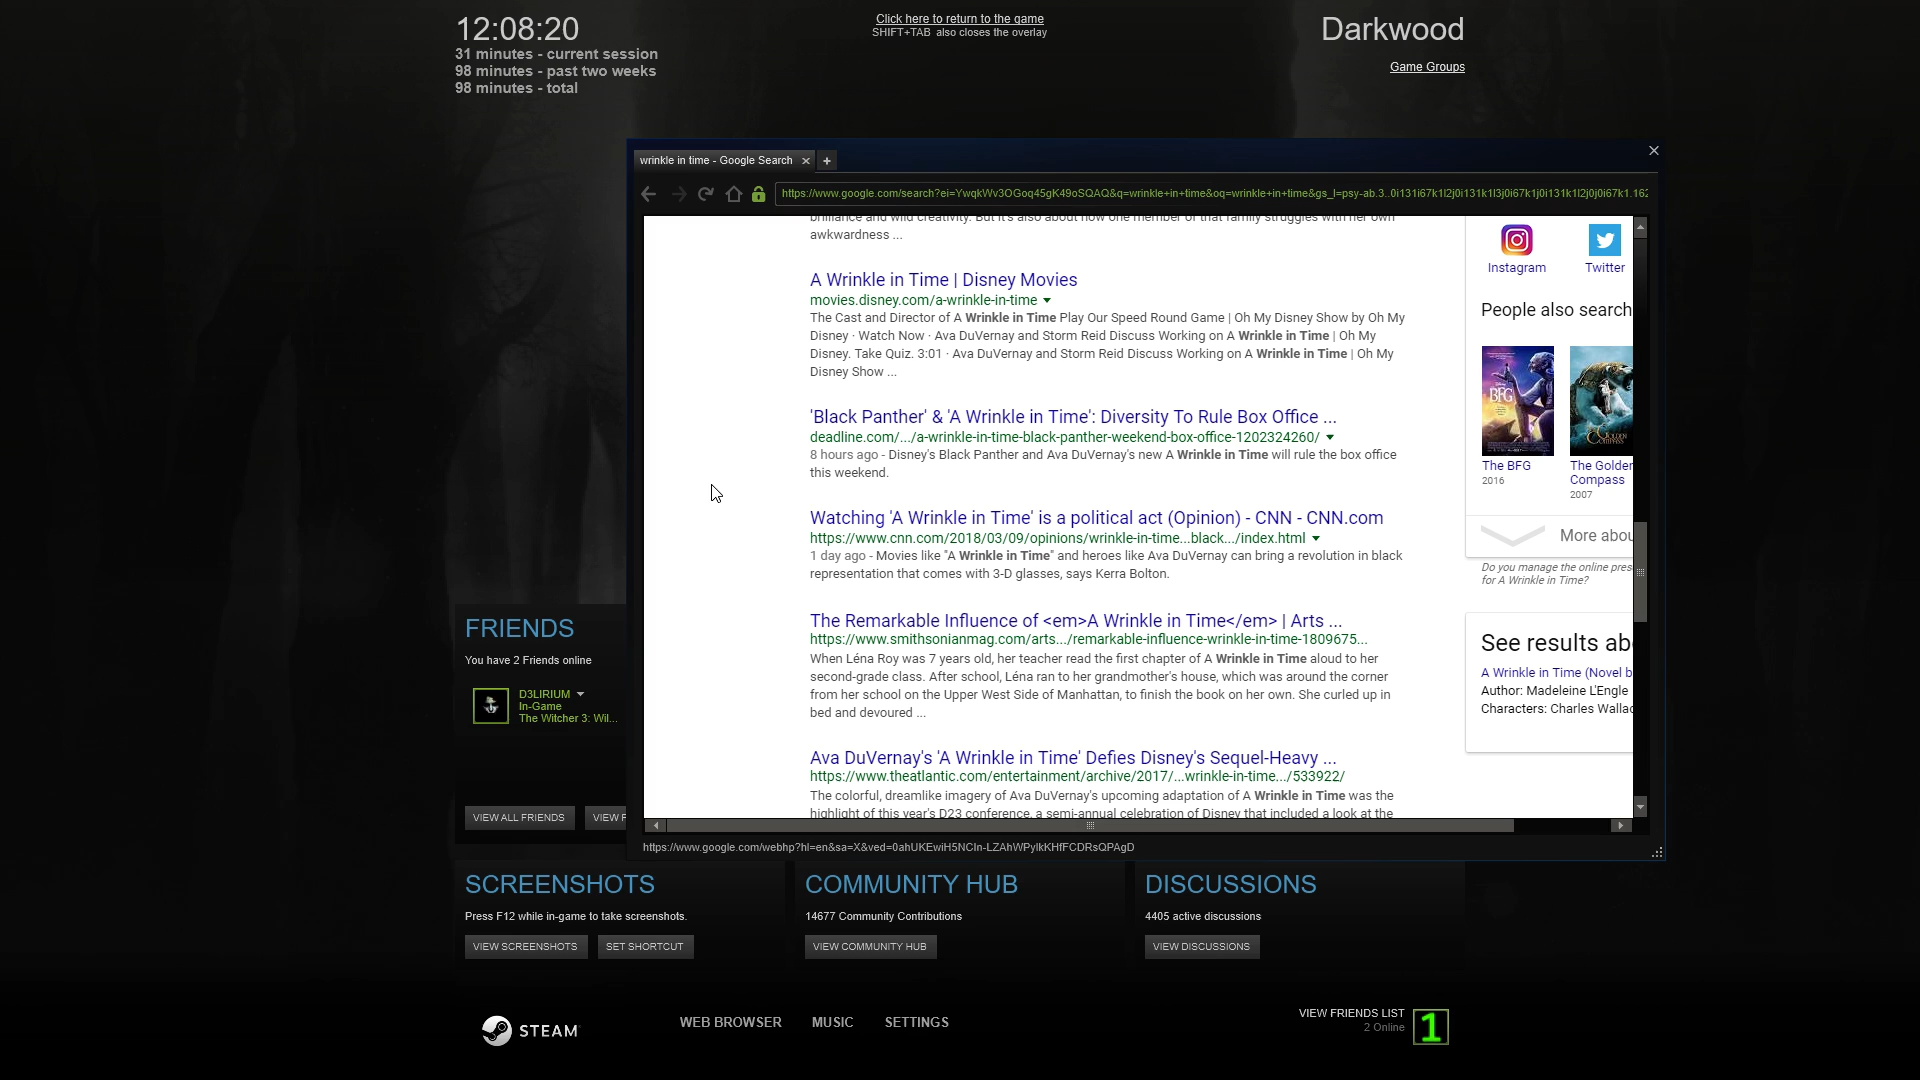 12:08:20
31 minutes - current session
98 minutes - past two weeks
98 minutes - total
Click here to return to the game
SHIFT+TAB also closes the overlay
Darkwood
Game Groups
wrinkle in time - Google Search
https://www.google.com/search?ei=YwqkWv3OGoq45gK49oSQAQ&q=wrinkle+in+time&oq=wrinkle+in+time&gs_l=psy-ab.3..0i131i67k1l2j0i131k1l3j0i67k1j0i131k1l2j0j0i67k1.162
brilliance and wild creativity. But it's also about how one member of that family struggles with her own
awkwardness ...
A Wrinkle in Time | Disney Movies
movies.disney.com/a-wrinkle-in-time
The Cast and Director of A Wrinkle in Time Play Our Speed Round Game | Oh My Disney Show by Oh My
Disney · Watch Now · Ava DuVernay and Storm Reid Discuss Working on A Wrinkle in Time | Oh My
Disney. Take Quiz. 3:01 · Ava DuVernay and Storm Reid Discuss Working on A Wrinkle in Time | Oh My
Disney Show ...
'Black Panther' & 'A Wrinkle in Time': Diversity To Rule Box Office ...
deadline.com/.../a-wrinkle-in-time-black-panther-weekend-box-office-1202324260/
8 hours ago - Disney's Black Panther and Ava DuVernay's new A Wrinkle in Time will rule the box office
this weekend.
Watching 'A Wrinkle in Time' is a political act (Opinion) - CNN - CNN.com
https://www.cnn.com/2018/03/09/opinions/wrinkle-in-time...black.../index.html
1 day ago - Movies like "A Wrinkle in Time" and heroes like Ava DuVernay can bring a revolution in black
representation that comes with 3-D glasses, says Kerra Bolton.
The Remarkable Influence of <em>A Wrinkle in Time</em> | Arts ...
https://www.smithsonianmag.com/arts.../remarkable-influence-wrinkle-in-time-1809675...
When Léna Roy was 7 years old, her teacher read the first chapter of A Wrinkle in Time aloud to her
second-grade class. After school, Léna ran to her grandmother's house, which was around the corner
from her school on the Upper West Side of Manhattan, to finish the book on her own. She curled up in
bed and devoured ...
Ava DuVernay's 'A Wrinkle in Time' Defies Disney's Sequel-Heavy ...
https://www.theatlantic.com/entertainment/archive/2017/...wrinkle-in-time.../533922/
The colorful, dreamlike imagery of Ava DuVernay's upcoming adaptation of A Wrinkle in Time was the
highlight of this year's D23 conference, a semi-annual celebration of Disney that included a look at the
Instagram
Twitter
People also search
BFG
The BFG
2016
The Golden
Compass
2007
More abou
Do you manage the online pres
for A Wrinkle in Time?
See results abo
A Wrinkle in Time (Novel b
Author: Madeleine L'Engle
Characters: Charles Wallac
https://www.google.com/webhp?hl=en&sa=X&ved=0ahUKEwiH5NCIn-LZAhWPylkKHfFCDRsQPAgD
FRIENDS
You have 2 Friends online
D3LIRIUM
In-Game
The Witcher 3: Wil...
VIEW ALL FRIENDS
VIEW F
SCREENSHOTS
Press F12 while in-game to take screenshots.
VIEW SCREENSHOTS
SET SHORTCUT
COMMUNITY HUB
14677 Community Contributions
VIEW COMMUNITY HUB
DISCUSSIONS
4405 active discussions
VIEW DISCUSSIONS
STEAM
WEB BROWSER
MUSIC
SETTINGS
VIEW FRIENDS LIST
2 Online
1